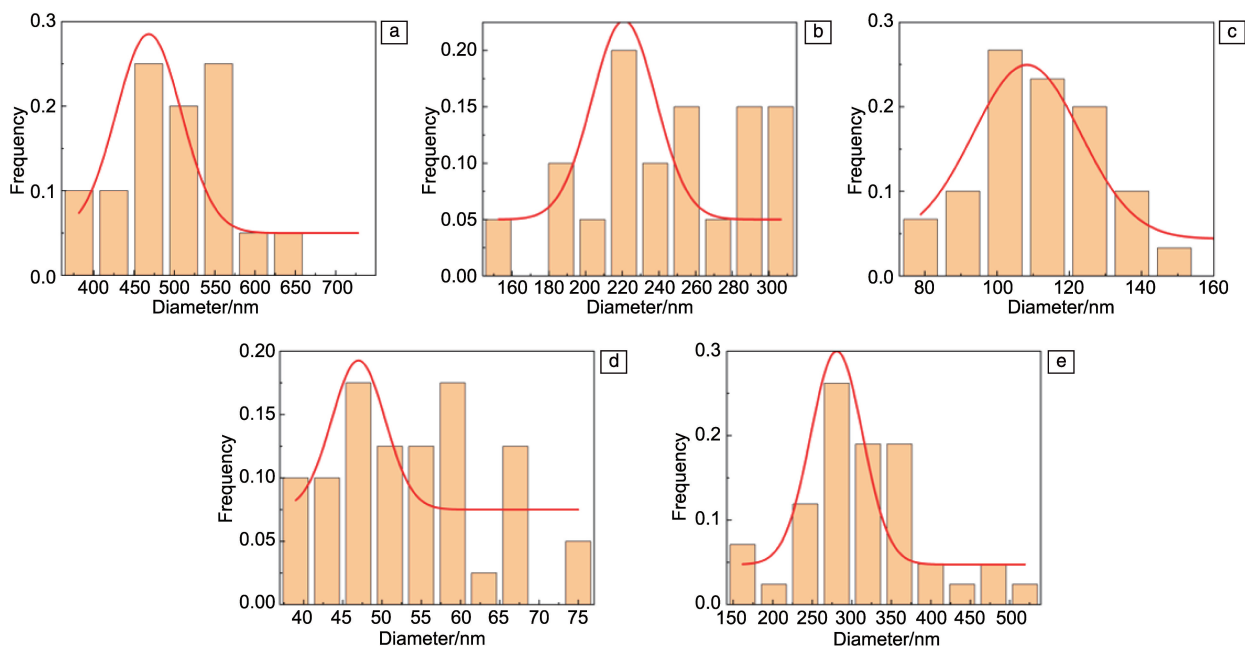 a
0.3
0.2
0.1
0.0
Frequency
400 450 500 550 600 650 700
Diameter/nm
b
0.20
0.15
0.10
0.05
0.00
Frequency
160 180 200 220 240 260 280 300
Diameter/nm
c
0.3
0.2
0.1
0.0
Frequency
80 100 120 140 160
Diameter/nm
d
0.20
0.15
0.10
0.05
0.00
Frequency
40 45 50 55 60 65 70 75
Diameter/nm
e
0.3
0.2
0.1
0.0
Frequency
150 200 250 300 350 400 450 500
Diameter/nm